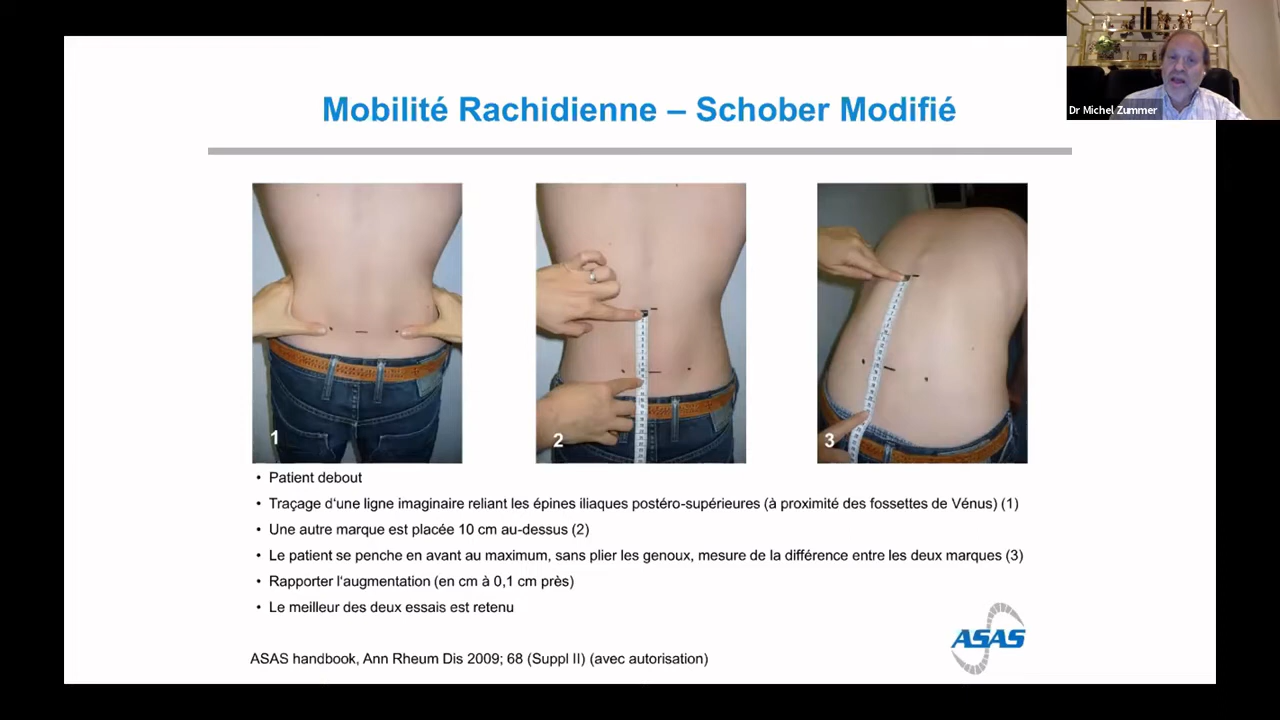 Dr Michel Zummer
Mobilité Rachidienne – Schober Modifié
1
2
3
• Patient debout
• Traçage d‘une ligne imaginaire reliant les épines iliaques postéro-supérieures (à proximité des fossettes de Vénus) (1)
• Une autre marque est placée 10 cm au-dessus (2)
• Le patient se penche en avant au maximum, sans plier les genoux, mesure de la différence entre les deux marques (3)
• Rapporter l‘augmentation (en cm à 0,1 cm près)
• Le meilleur des deux essais est retenu
ASAS
ASAS handbook, Ann Rheum Dis 2009; 68 (Suppl II) (avec autorisation)